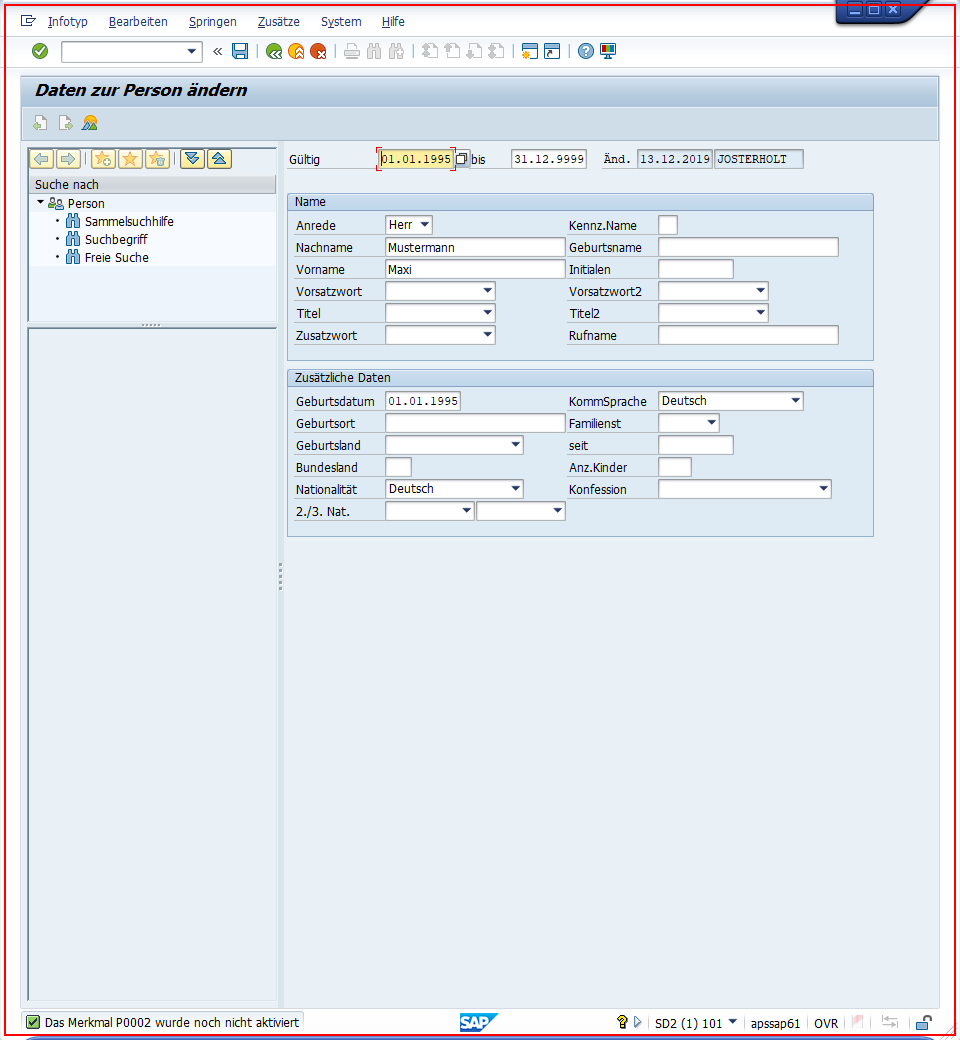 Infotyp Bearbeiten Springen Zusätze System Hilfe
Daten zur Person ändern
Gültig 01.01.1995 bis 31.12.9999 Änd. 13.12.2019 JOSTERHOLT
Suche nach
Person
Sammelsuchhilfe
Suchbegriff
Freie Suche
Name
Anrede Herr Kennz.Name
Nachname Mustermann Geburtsname
Vorname Maxi Initialen
Vorsatzwort Vorsatzwort2
Titel Titel2
Zusatzwort Rufname
Zusätzliche Daten
Geburtsdatum 01.01.1995 KommSprache Deutsch
Geburtsort Familienst
Geburtsland seit
Bundesland Anz.Kinder
Nationalität Deutsch Konfession
2./3. Nat.
Das Merkmal P0002 wurde noch nicht aktiviert SAP SD2 (1) 101 apssap61 OVR